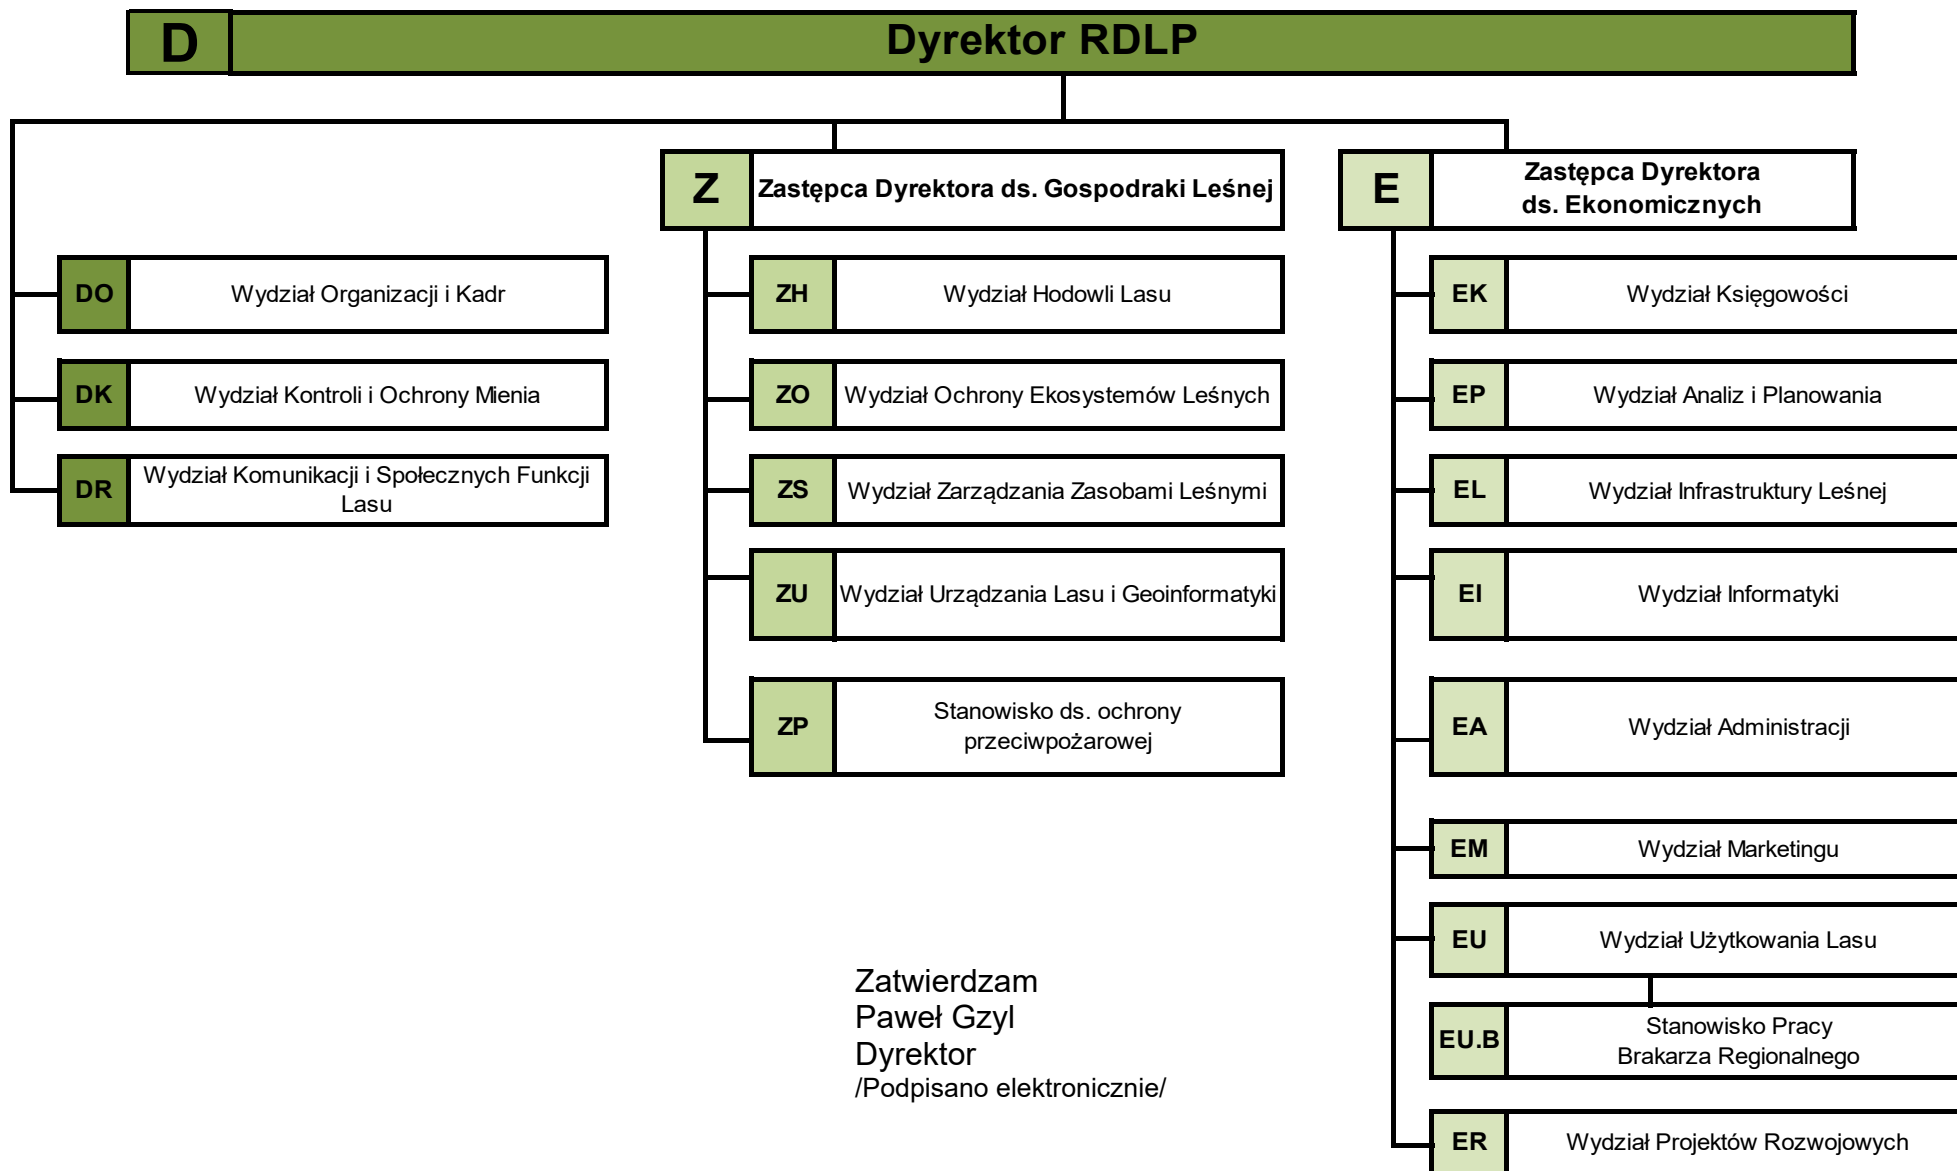 D
Dyrektor RDLP
Z
Zastępca Dyrektora ds. Gospodraki Leśnej
E
Zastępca Dyrektora
ds. Ekonomicznych
DO
Wydział Organizacji i Kadr
DK
Wydział Kontroli i Ochrony Mienia
DR
Wydział Komunikacji i Społecznych Funkcji
Lasu
ZH
Wydział Hodowli Lasu
ZO
Wydział Ochrony Ekosystemów Leśnych
ZS
Wydział Zarządzania Zasobami Leśnymi
ZU
Wydział Urządzania Lasu i Geoinformatyki
ZP
Stanowisko ds. ochrony
przeciwpożarowej
EK
Wydział Księgowości
EP
Wydział Analiz i Planowania
EL
Wydział Infrastruktury Leśnej
EI
Wydział Informatyki
EA
Wydział Administracji
EM
Wydział Marketingu
EU
Wydział Użytkowania Lasu
EU.B
Stanowisko Pracy
Brakarza Regionalnego
ER
Wydział Projektów Rozwojowych
Zatwierdzam
Paweł Gzyl
Dyrektor
/Podpisano elektronicznie/